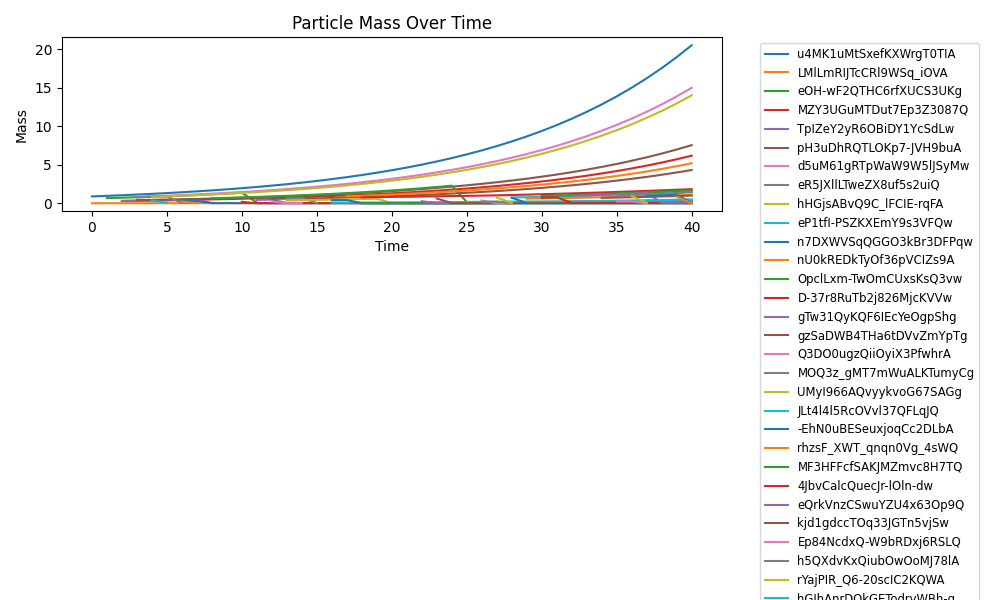 Particle Mass Over Time
20
15
10
5
0
Mass
0 5 10 15 20 25 30 35 40
Time
u4MK1uMtSxefKXWrgT0TIA
LMlLmRIJTcCRl9WSq_iOVA
eOH-wF2QTHC6rfXUCS3UKg
MZY3UGuMTDut7Ep3Z3087Q
TpIZeY2yR6OBiDY1YcSdLw
pH3uDhRQTLOKp7-JVH9buA
d5uM61gRTpWaW9W5lJSyMw
eR5JXllLTweZX8uf5s2uiQ
hHGjsABvQ9C_lFCIE-rqFA
eP1tfI-PSZKXEmY9s3VFQw
n7DXWVSqQGGO3kBr3DFPqw
nU0kREDkTyOf36pVCIZs9A
OpclLxm-TwOmCUxsKsQ3vw
D-37r8RuTb2j826MjcKVVw
gTw31QyKQF6IEcYeOgpShg
gzSaDWB4THa6tDVvZmYpTg
Q3DO0ugzQiiOyiX3PfwhrA
MOQ3z_gMT7mWuALKTumyCg
UMyI966AQvyykvoG67SAGg
JLt4l4l5RcOVvl37QFLqJQ
-EhN0uBESeuxjoqCc2DLbA
rhzsF_XWT_qnqn0Vg_4sWQ
MF3HFFcfSAKJMZmvc8H7TQ
4JbvCalcQuecJr-lOln-dw
eQrkVnzCSwuYZU4x63Op9Q
kjd1gdccTOq33JGTn5vjSw
Ep84NcdxQ-W9bRDxj6RSLQ
h5QXdvKxQiubOwOoMJ78lA
rYajPIR_Q6-20scIC2KQWA